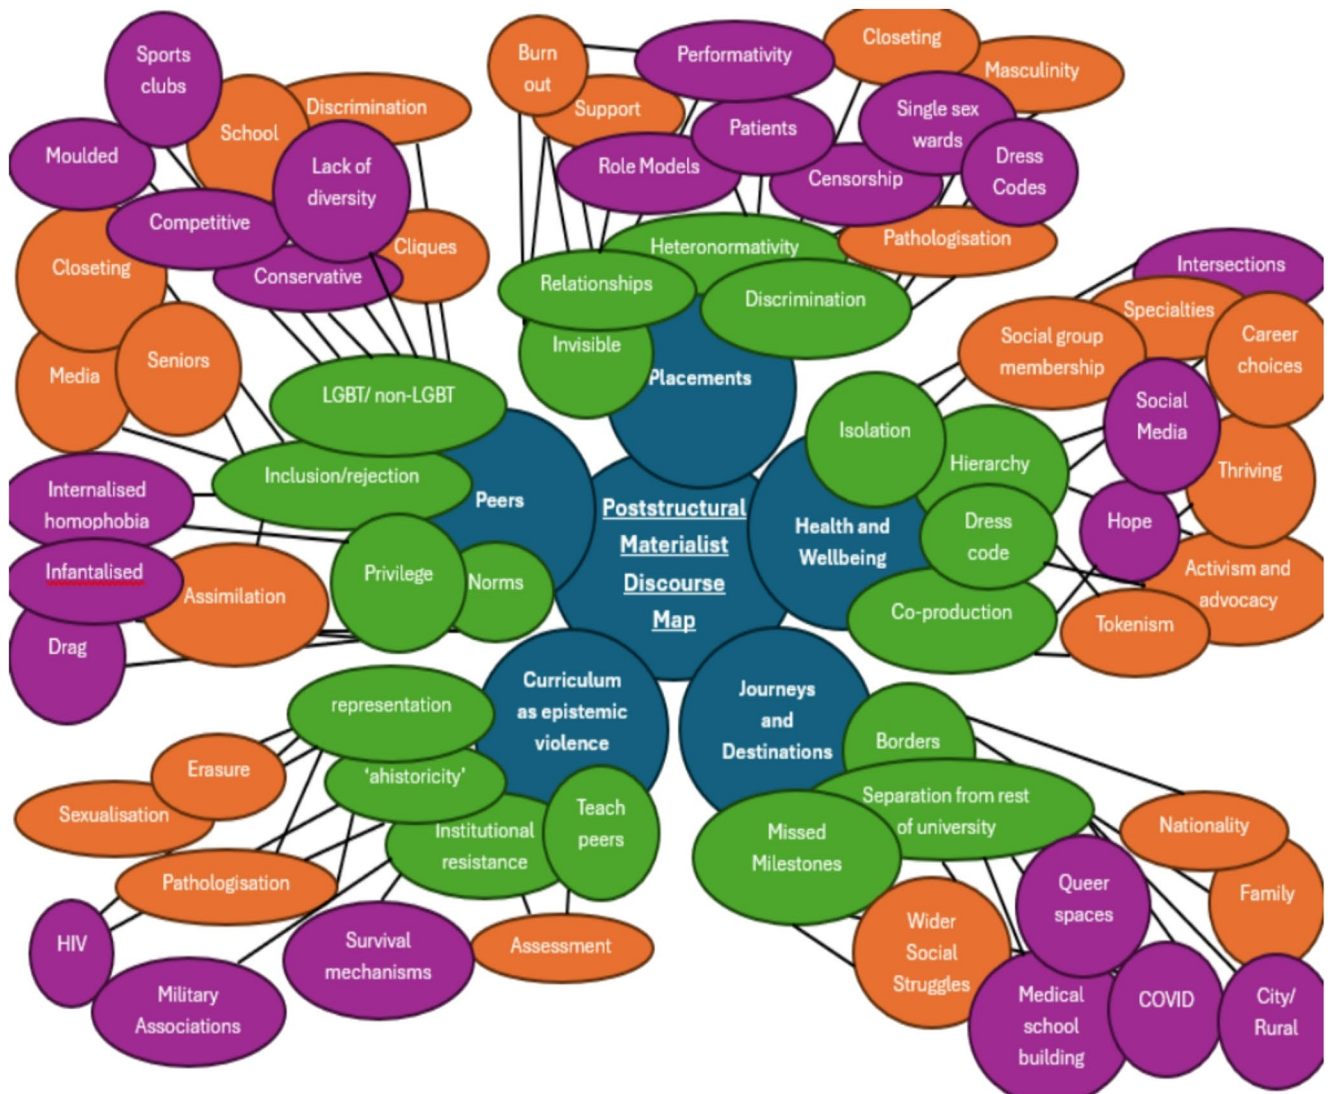 Sports
clubs
Moulded
School
Discrimination
Lack of
diversity
Competitive
Cliques
Closeting
Conservative
Media
Seniors
LGBT/ non-LGBT
Inclusion/rejection
Peers
Internalised
homophobia
Infantalised
Assimilation
Privilege
Norms
Drag
Burn
out
Support
Performativity
Closeting
Masculinity
Role Models
Patients
Single sex
wards
Censorship
Dress
Codes
Heteronormativity
Pathologisation
Relationships
Discrimination
Invisible
Placements
Intersections
Specialties
Social group
membership
Career
choices
Social
Media
Isolation
Hierarchy
Thriving
Hope
Dress
code
Health and
Wellbeing
Activism and
advocacy
Co-production
Tokenism
Poststructural
Materialist
Discourse
Map
Curriculum
as epistemic
violence
representation
'ahistoricity'
Erasure
Sexualisation
Institutional
resistance
Teach
peers
Pathologisation
HIV
Survival
mechanisms
Assessment
Military
Associations
Journeys
and
Destinations
Borders
Separation from rest
of university
Missed
Milestones
Nationality
Queer
spaces
Family
Wider
Social
Struggles
Medical
school
building
COVID
City/
Rural